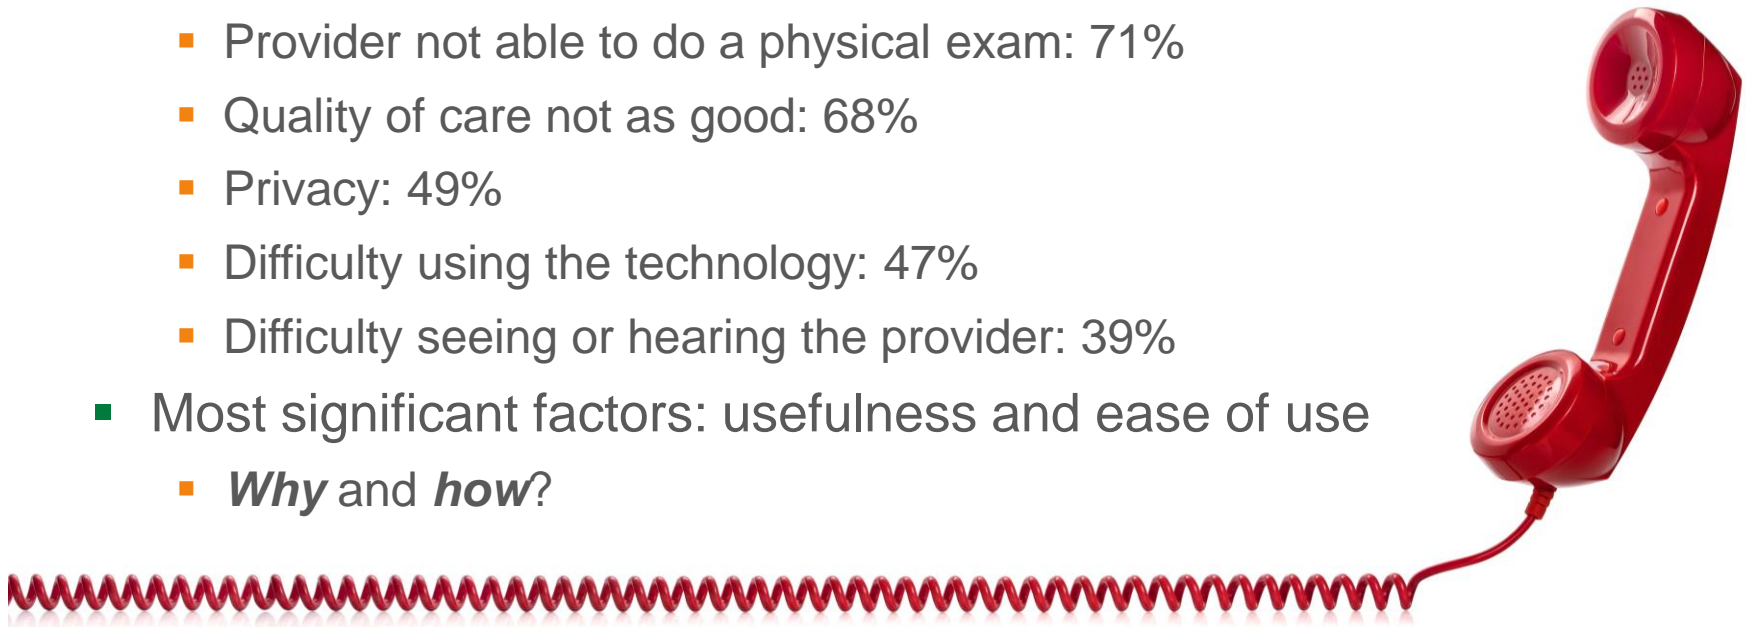 Provider not able to do a physical exam: 71%
Quality of care not as good: 68%
Privacy: 49%
Difficulty using the technology: 47%
Difficulty seeing or hearing the provider: 39%
Most significant factors: usefulness and ease of use
Why and how?